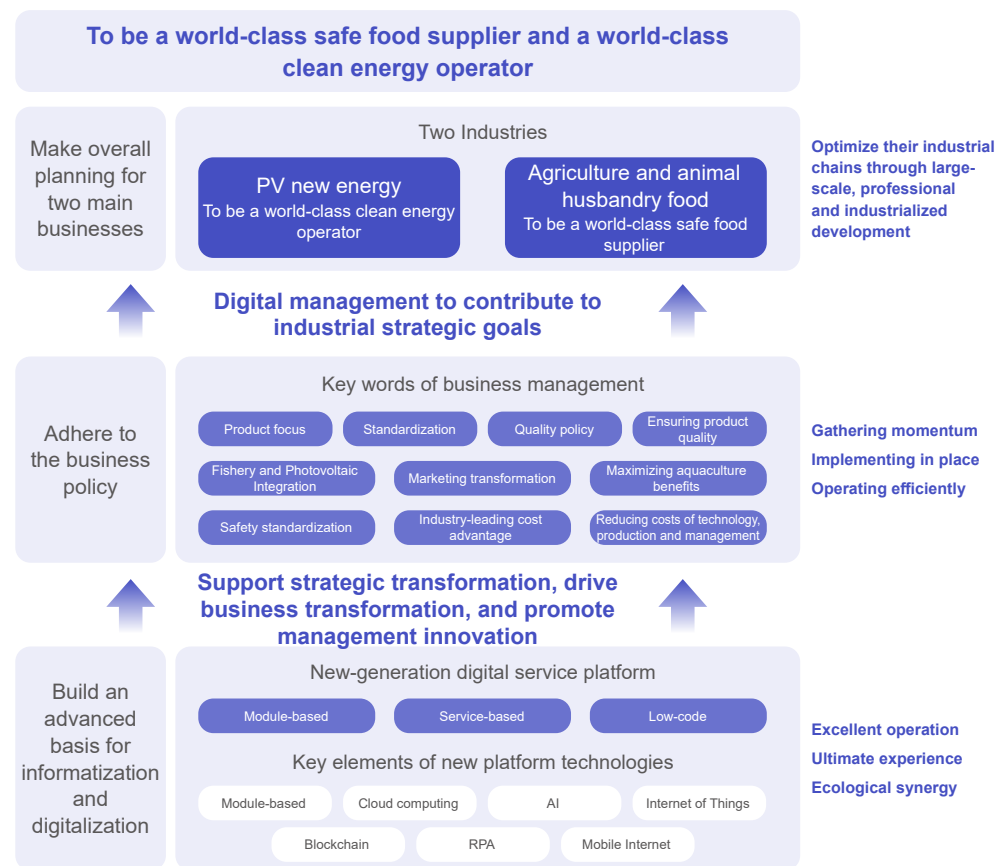 To be a world-class safe food supplier and a world-class
clean energy operator
Make overall
planning for
two main
businesses
Two Industries
PV new energy
To be a world-class clean energy
operator
Agriculture and animal
husbandry food
To be a world-class safe food
supplier
Optimize their industrial
chains through large-
scale, professional
and industrialized
development
Digital management to contribute to
industrial strategic goals
Adhere to
the business
policy
Key words of business management
Product focus
Standardization
Quality policy
Ensuring product
quality
Fishery and Photovoltaic
Integration
Marketing transformation
Maximizing aquaculture
benefits
Safety standardization
Industry-leading cost
advantage
Reducing costs of technology,
production and management
Gathering momentum
Implementing in place
Operating efficiently
Support strategic transformation, drive
business transformation, and promote
management innovation
Build an
advanced
basis for
informatization
and
digitalization
New-generation digital service platform
Module-based
Service-based
Low-code
Key elements of new platform technologies
Module-based
Cloud computing
AI
Internet of Things
Blockchain
RPA
Mobile Internet
Excellent operation
Ultimate experience
Ecological synergy